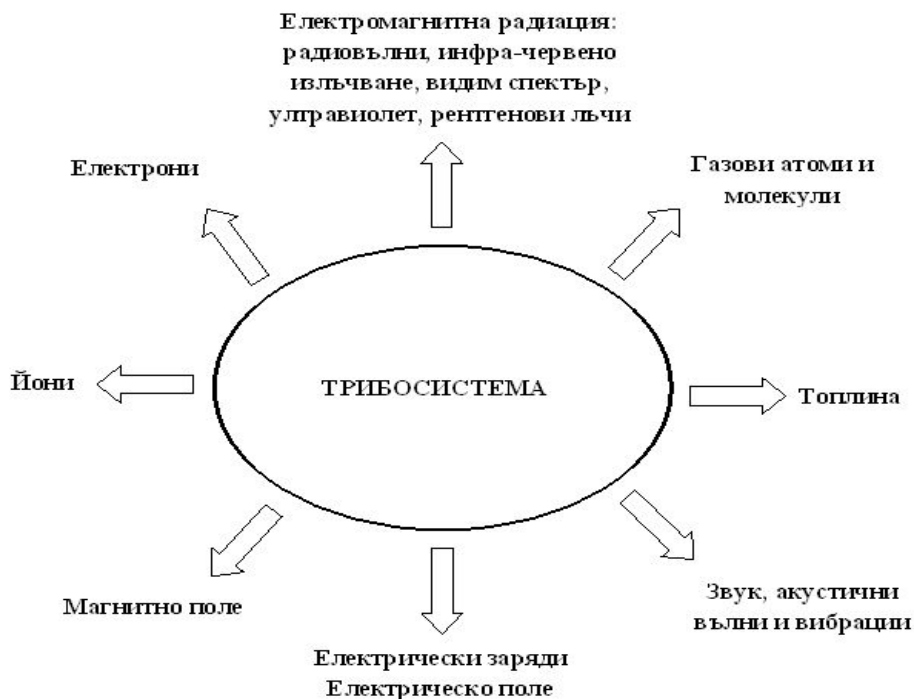 Електромагнитна радиация:
радиовълни, инфра-червено
излъчване, видим спектър,
ултравиолет, рентгенови лъчи
Електрони
Газови атоми и
молекули
Йони
ТРИБОСИСТЕМА
Топлина
Магнитно поле
Звук, акустични
вълни и вибрации
Електрически заряди
Електрическо поле